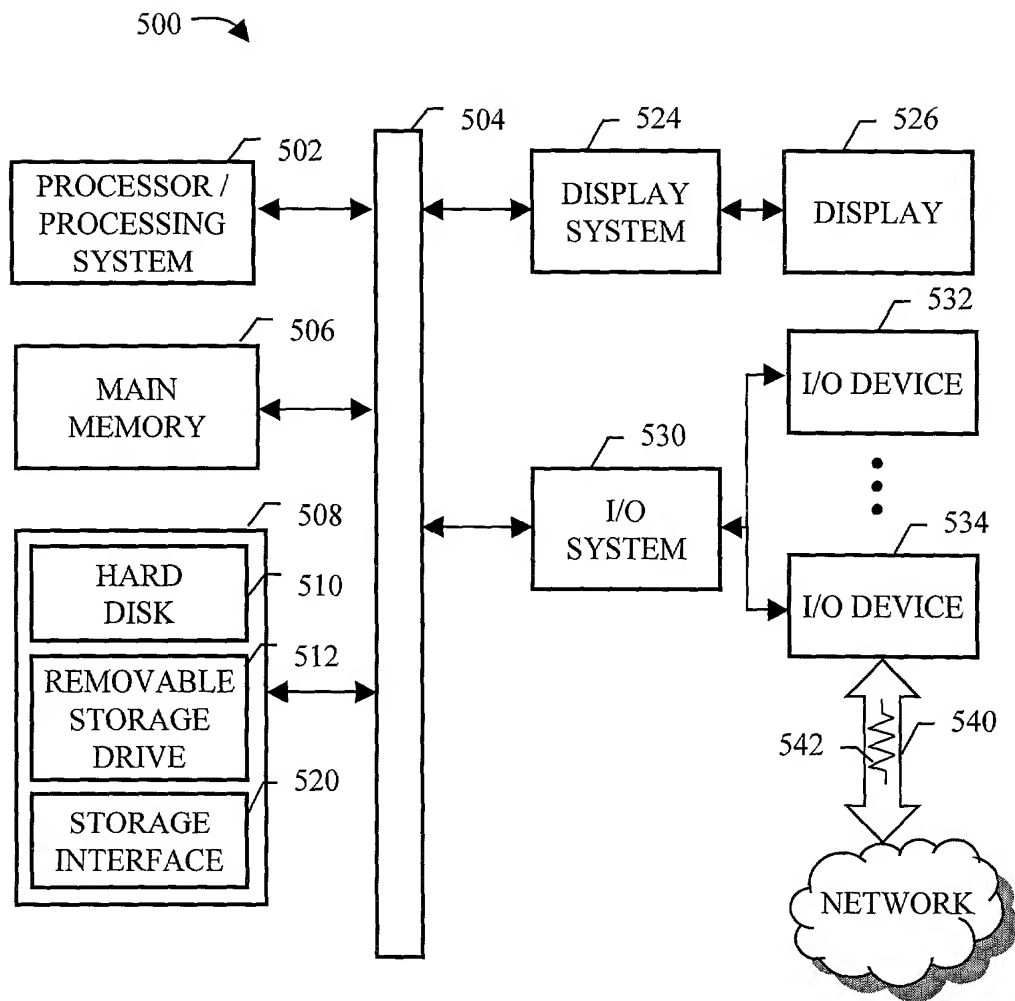 500
504
502
PROCESSOR /
PROCESSING
SYSTEM
524
DISPLAY
SYSTEM
526
DISPLAY
506
MAIN
MEMORY
532
I/O DEVICE
530
I/O
SYSTEM
534
I/O DEVICE
508
HARD
DISK
510
512
REMOVABLE
STORAGE
DRIVE
520
STORAGE
INTERFACE
542
540
NETWORK